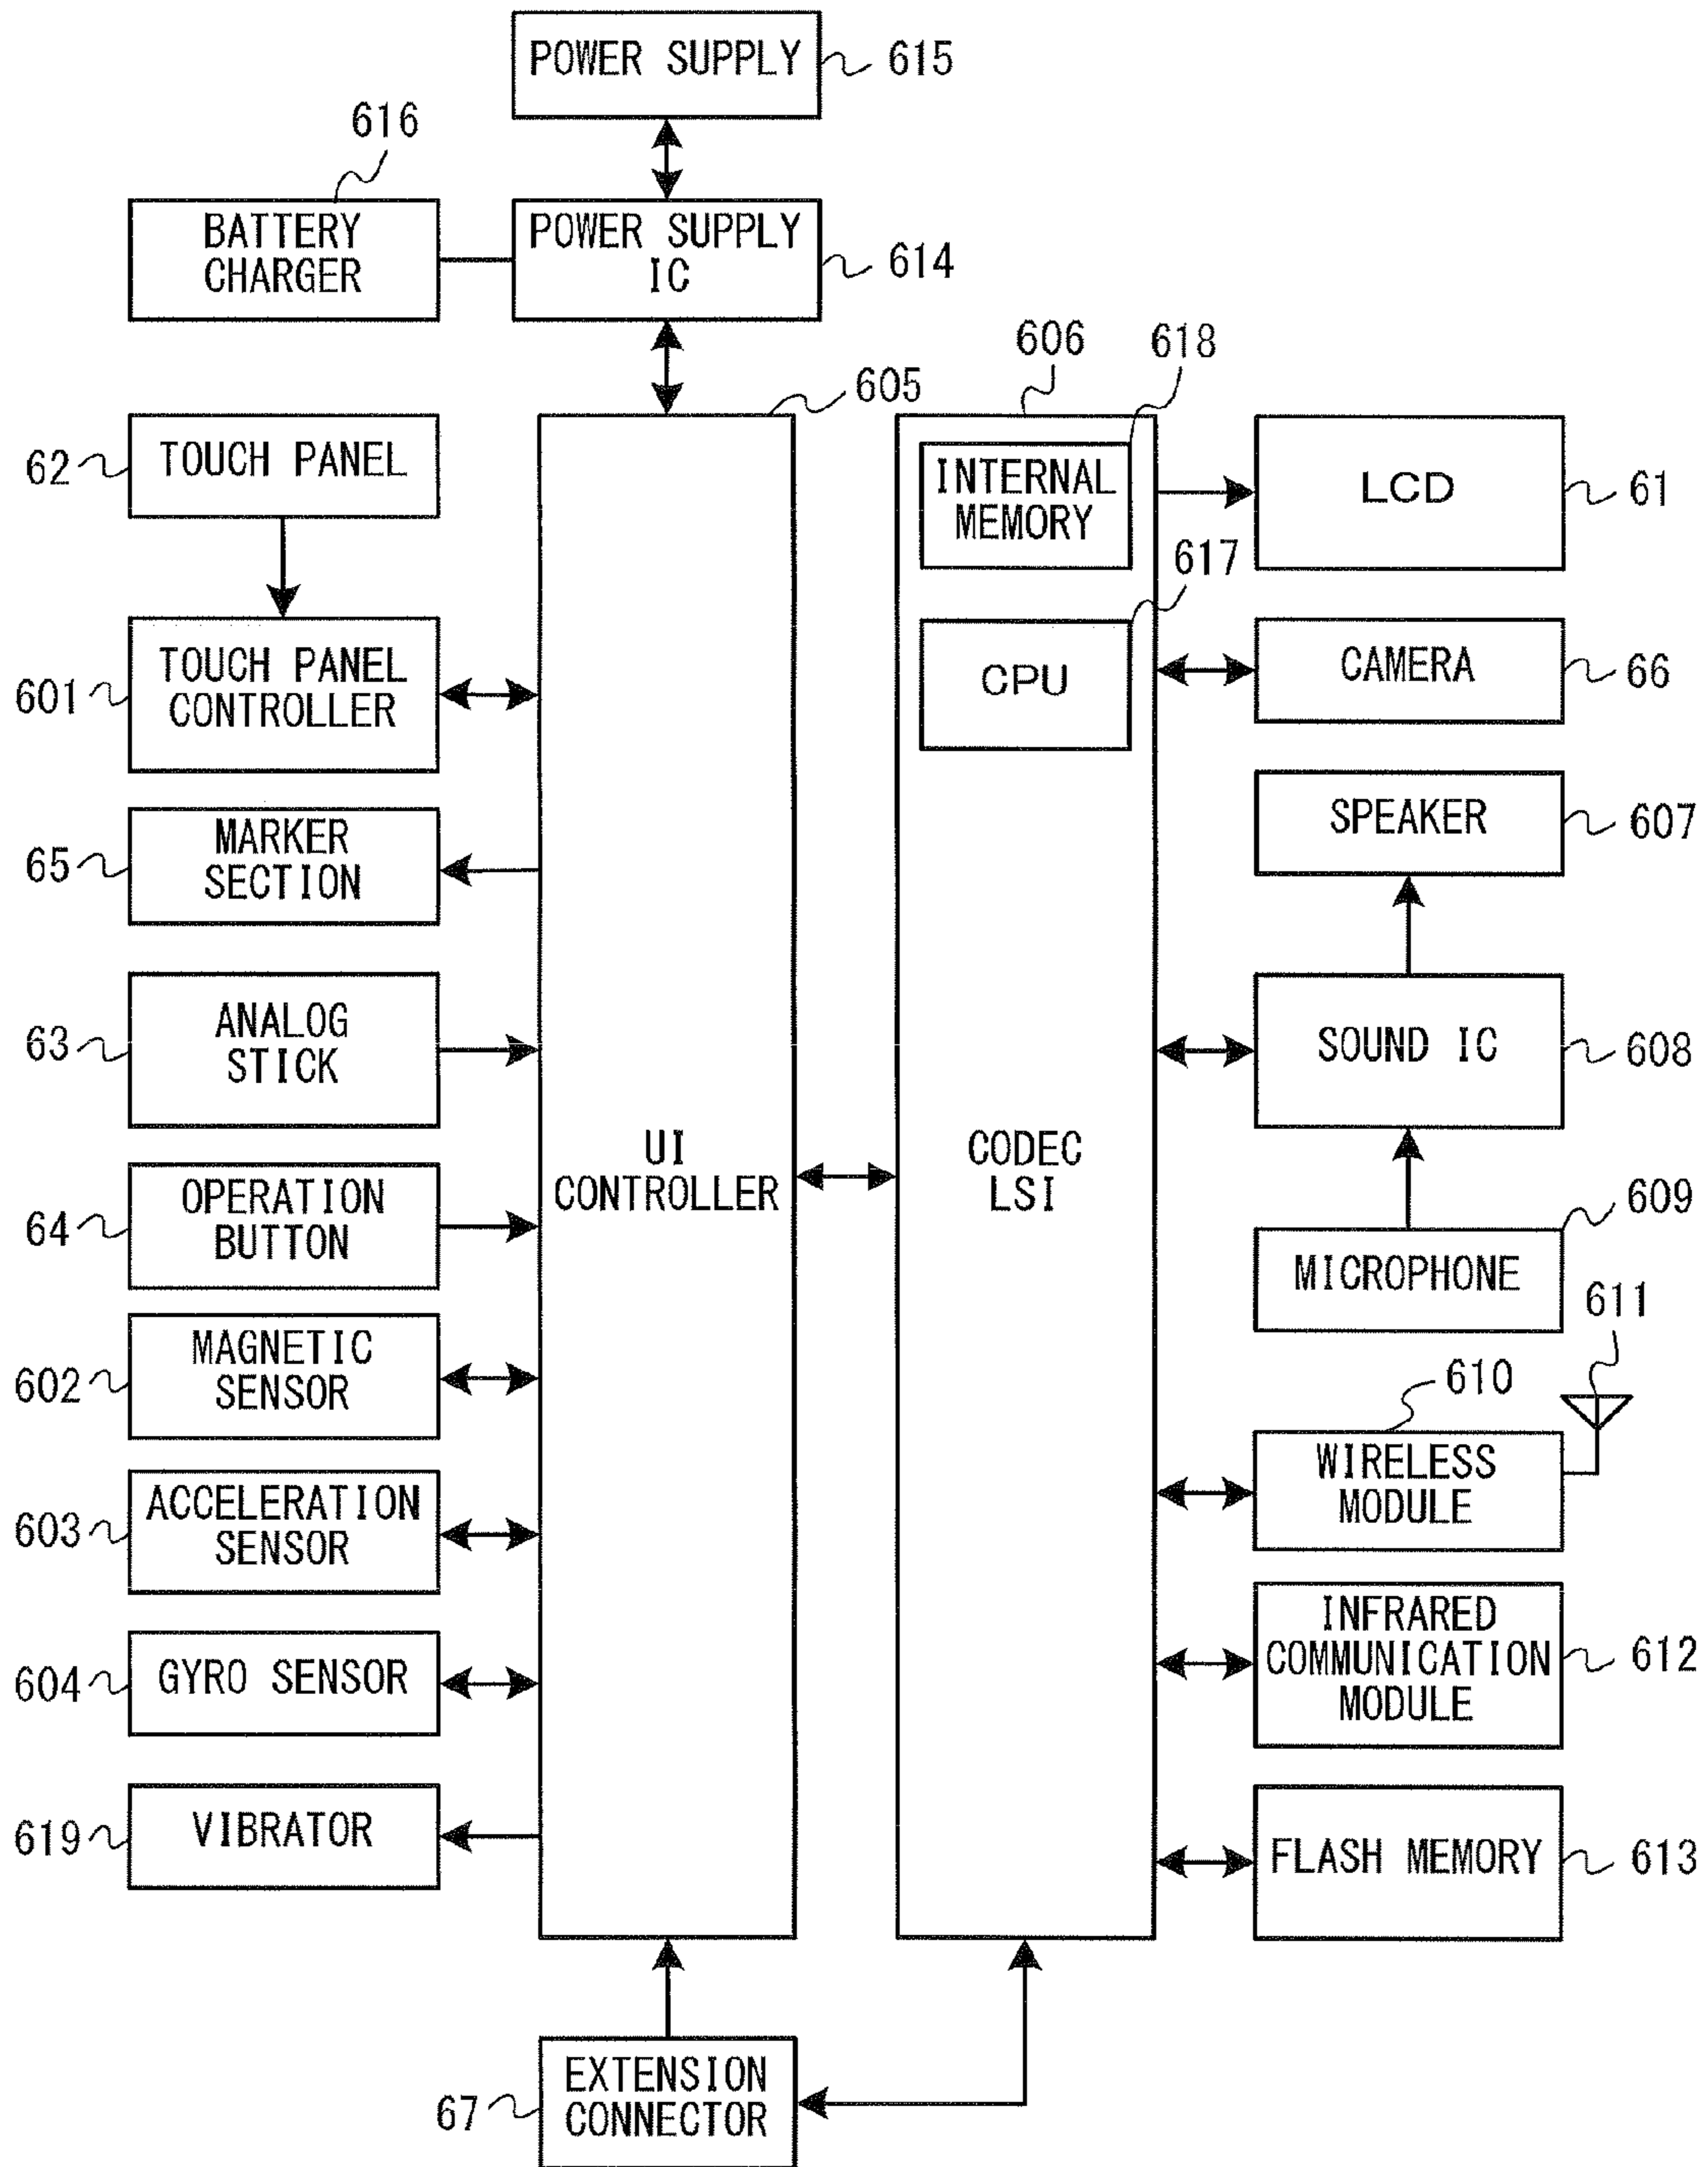 POWER SUPPLY
615
616
BATTERY
CHARGER
POWER SUPPLY
IC
614
605
606
618
62
TOUCH PANEL
INTERNAL
MEMORY
LCD
61
617
601
TOUCH PANEL
CONTROLLER
CPU
CAMERA
66
65
MARKER
SECTION
SPEAKER
607
63
ANALOG
STICK
SOUND IC
608
UI
CONTROLLER
CODEC
LSI
64
OPERATION
BUTTON
609
MICROPHONE
611
602
MAGNETIC
SENSOR
610
WIRELESS
MODULE
603
ACCELERATION
SENSOR
604
GYRO SENSOR
INFRARED
COMMUNICATION
MODULE
612
619
VIBRATOR
FLASH MEMORY
613
67
EXTENSION
CONNECTOR